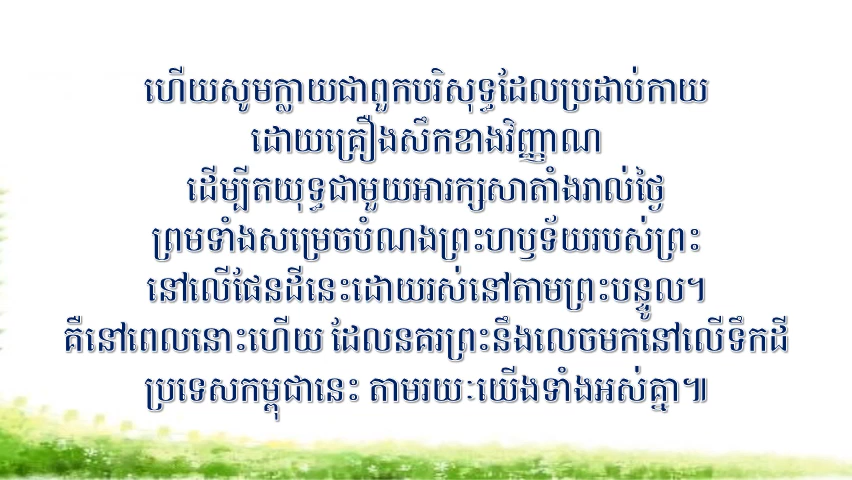 ហើយសូមក្លាយជាពួកបរិសុទ្ធដែលប្រដាប់កាយ
ដោយគ្រឿងសឹកខាងវិញ្ញាណ
ដើម្បីតយុទ្ធជាមួយអារក្សសាតាំងរាល់ថ្ងៃ
ព្រមទាំងសម្រេចបំណងព្រះហឫទ័យរបស់ព្រះ
នៅលើផែនដីនេះដោយរស់នៅតាមព្រះបន្ទូល។
គឺនៅពេលនោះហើយ ដែលនគរព្រះនឹងលេចមកនៅលើទឹកដី
ប្រទេសកម្ពុជានេះ តាមរយៈយើងទាំងអស់គ្នា៕